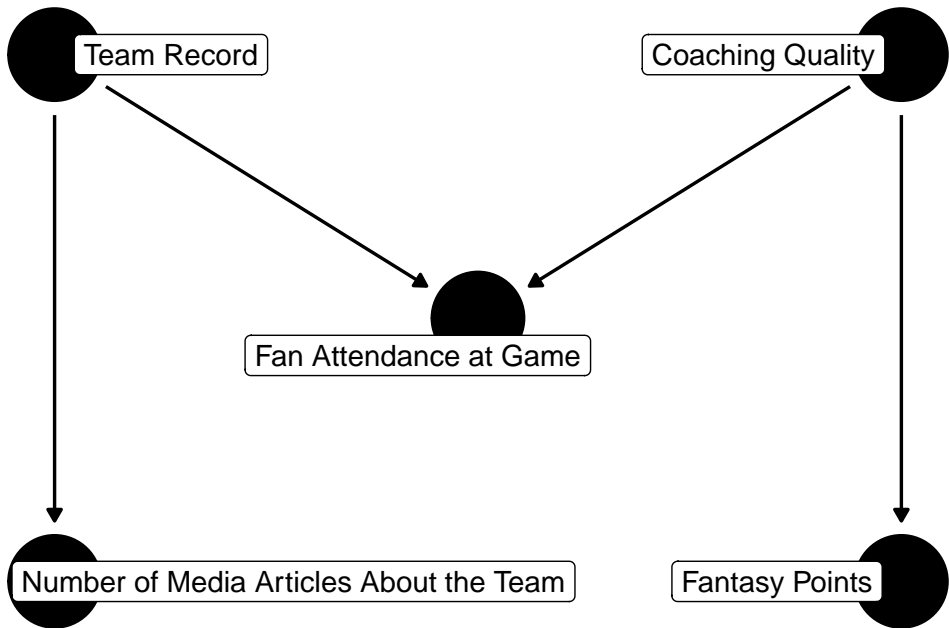 Team Record
Coaching Quality
Fan Attendance at Game
Number of Media Articles About the Team
Fantasy Points